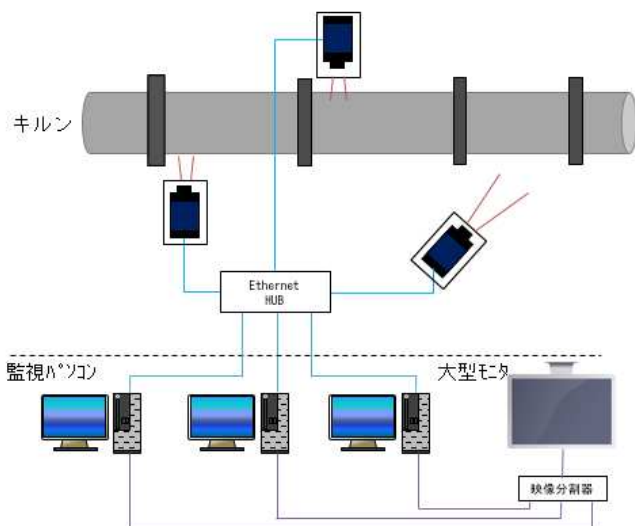 キルン
Ethernet
HUB
監視ﾊﾟｿｺﾝ
大型ﾓﾆﾀ
映像分割器